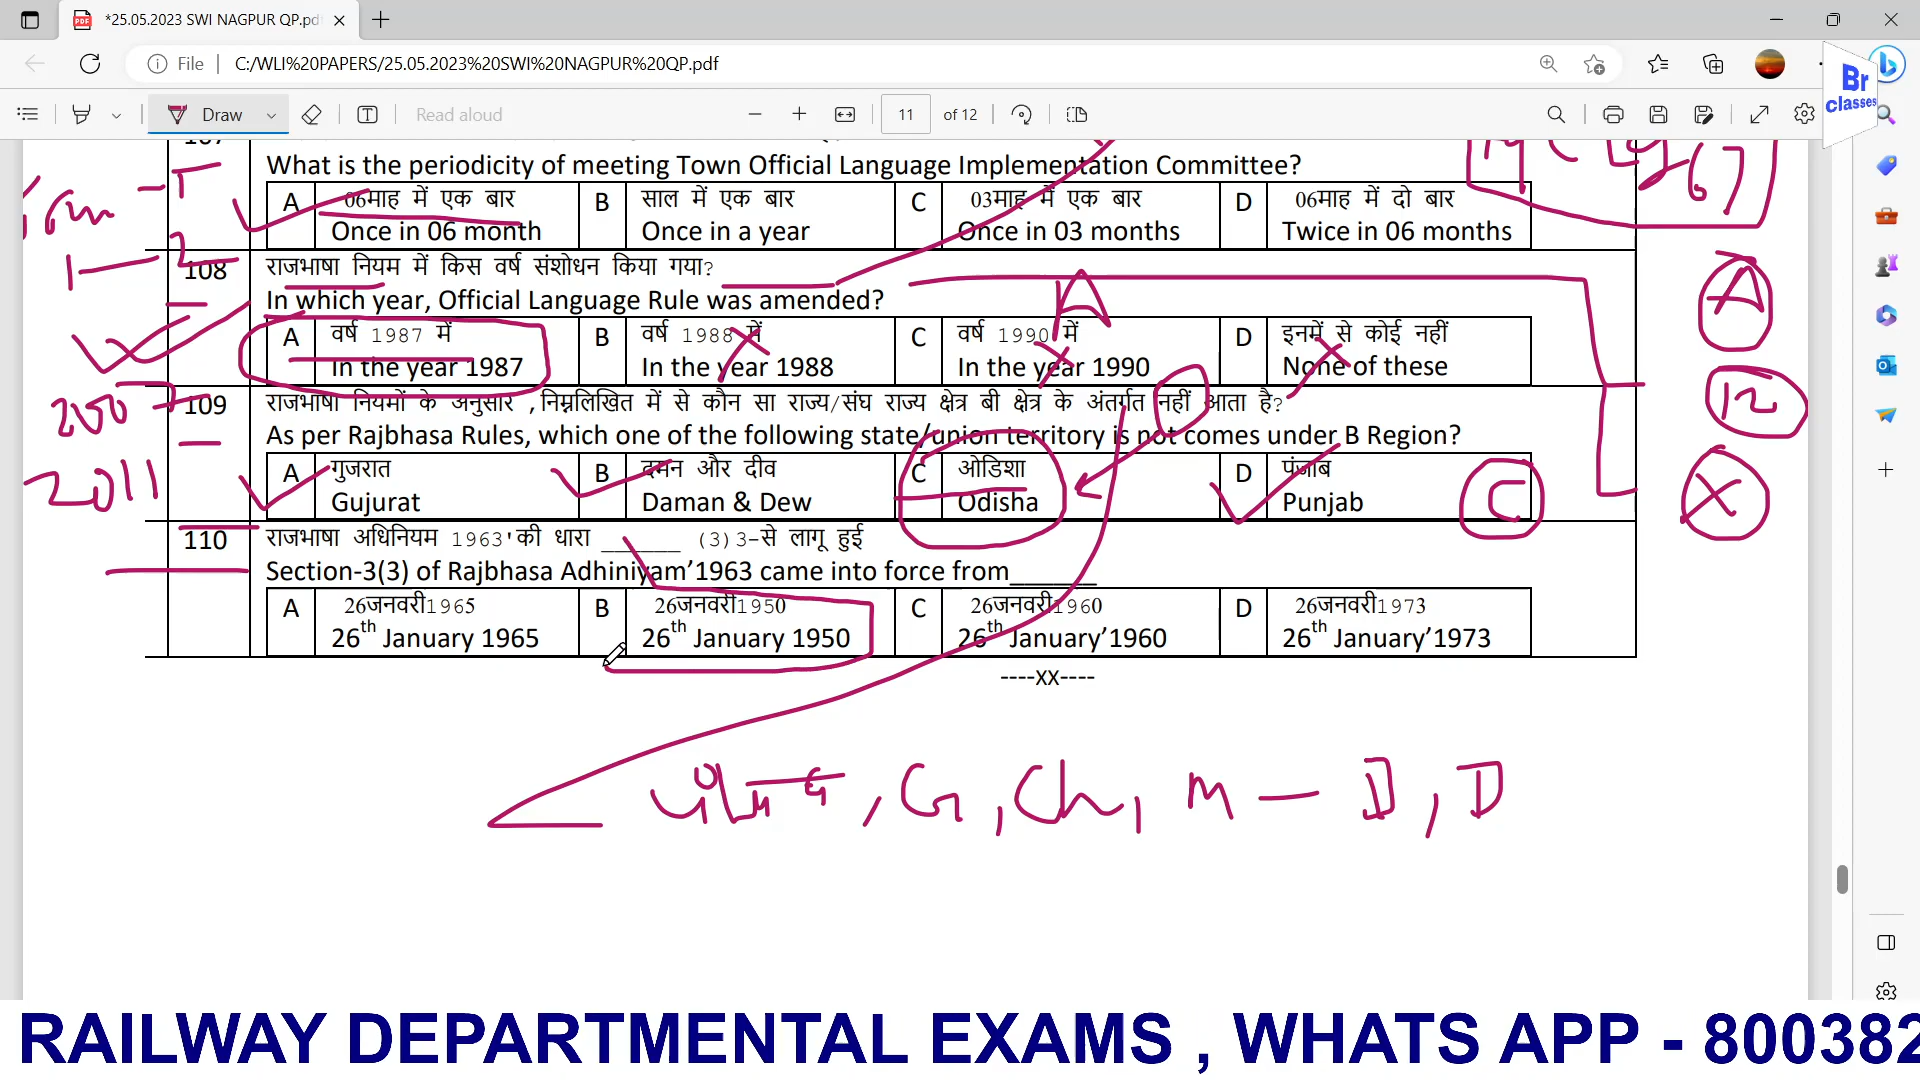 *25.05.2023 SWI NAGPUR QP.pdf
File C:/WLI%20PAPERS/25.05.2023%20SWI%20NAGPUR%20QP.pdf
Br classes
Draw Read aloud 11 of 12
What is the periodicity of meeting Town Official Language Implementation Committee?
A 06माह में एक बार B साल में एक बार C 03माह में एक बार D 06माह में दो बार
Once in 06 month Once in a year Once in 03 months Twice in 06 months
108 राजभाषा नियम में किस वर्ष संशोधन किया गया?
In which year, Official Language Rule was amended?
A वर्ष 1987 में B वर्ष 1988 में C वर्ष 1990 में D इनमें से कोई नहीं
In the year 1987 In the year 1988 In the year 1990 None of these
A
A
12
X
2007
2011
109 राजभाषा नियमों के अनुसार ,निम्नलिखित में से कौन सा राज्य/संघ राज्य क्षेत्र बी क्षेत्र के अंतर्गत नहीं आता है?
As per Rajbhasa Rules, which one of the following state/union territory is not comes under B Region?
A गुजरात B दमन और दीव C ओडिशा D पंजाब
Gujurat Daman & Dew Odisha Punjab
C
110 राजभाषा अधिनियम 1963'की धारा ______ (3)3-से लागू हुई
Section-3(3) of Rajbhasa Adhiniyam’1963 came into force from______
A 26जनवरी1965 B 26जनवरी1950 C 26जनवरी1960 D 26जनवरी1973
26th January 1965 26th January 1950 26th January’1960 26th January’1973
----XX----
G, Ch, M - D, D
RAILWAY DEPARTMENTAL EXAMS , WHATS APP - 800382